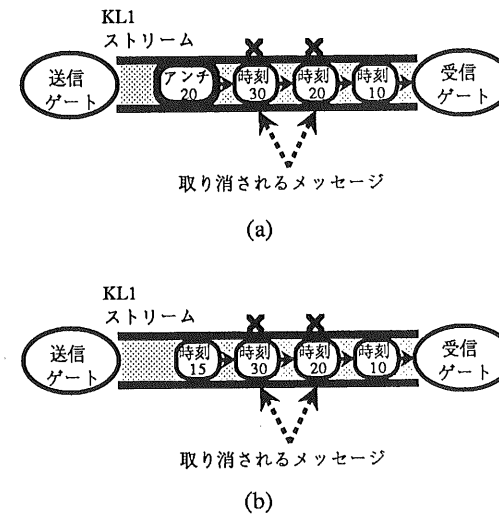 KL1
ストリーム
送信
ゲート
アンチ
20
時刻
30
時刻
20
時刻
10
受信
ゲート
取り消されるメッセージ
(a)
KL1
ストリーム
送信
ゲート
時刻
15
時刻
30
時刻
20
時刻
10
受信
ゲート
取り消されるメッセージ
(b)